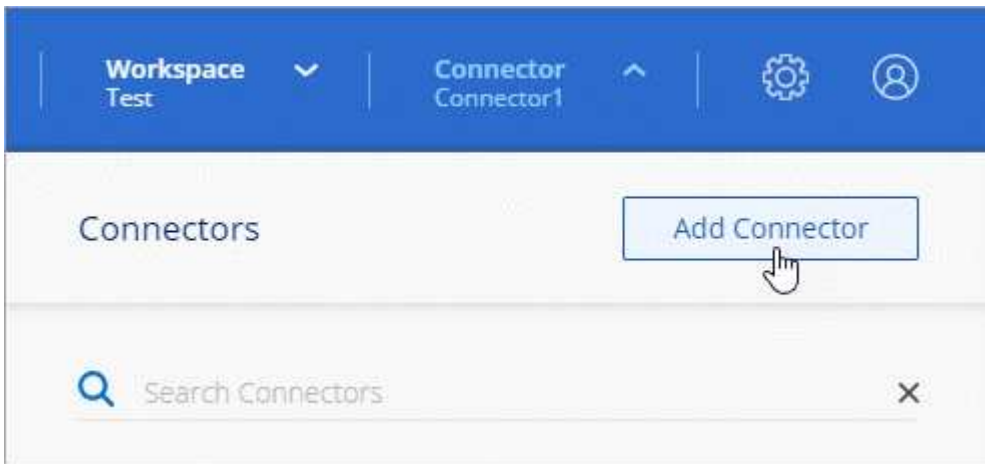 Workspace
Test
Connector
Connector1
Connectors
Add Connector
Search Connectors